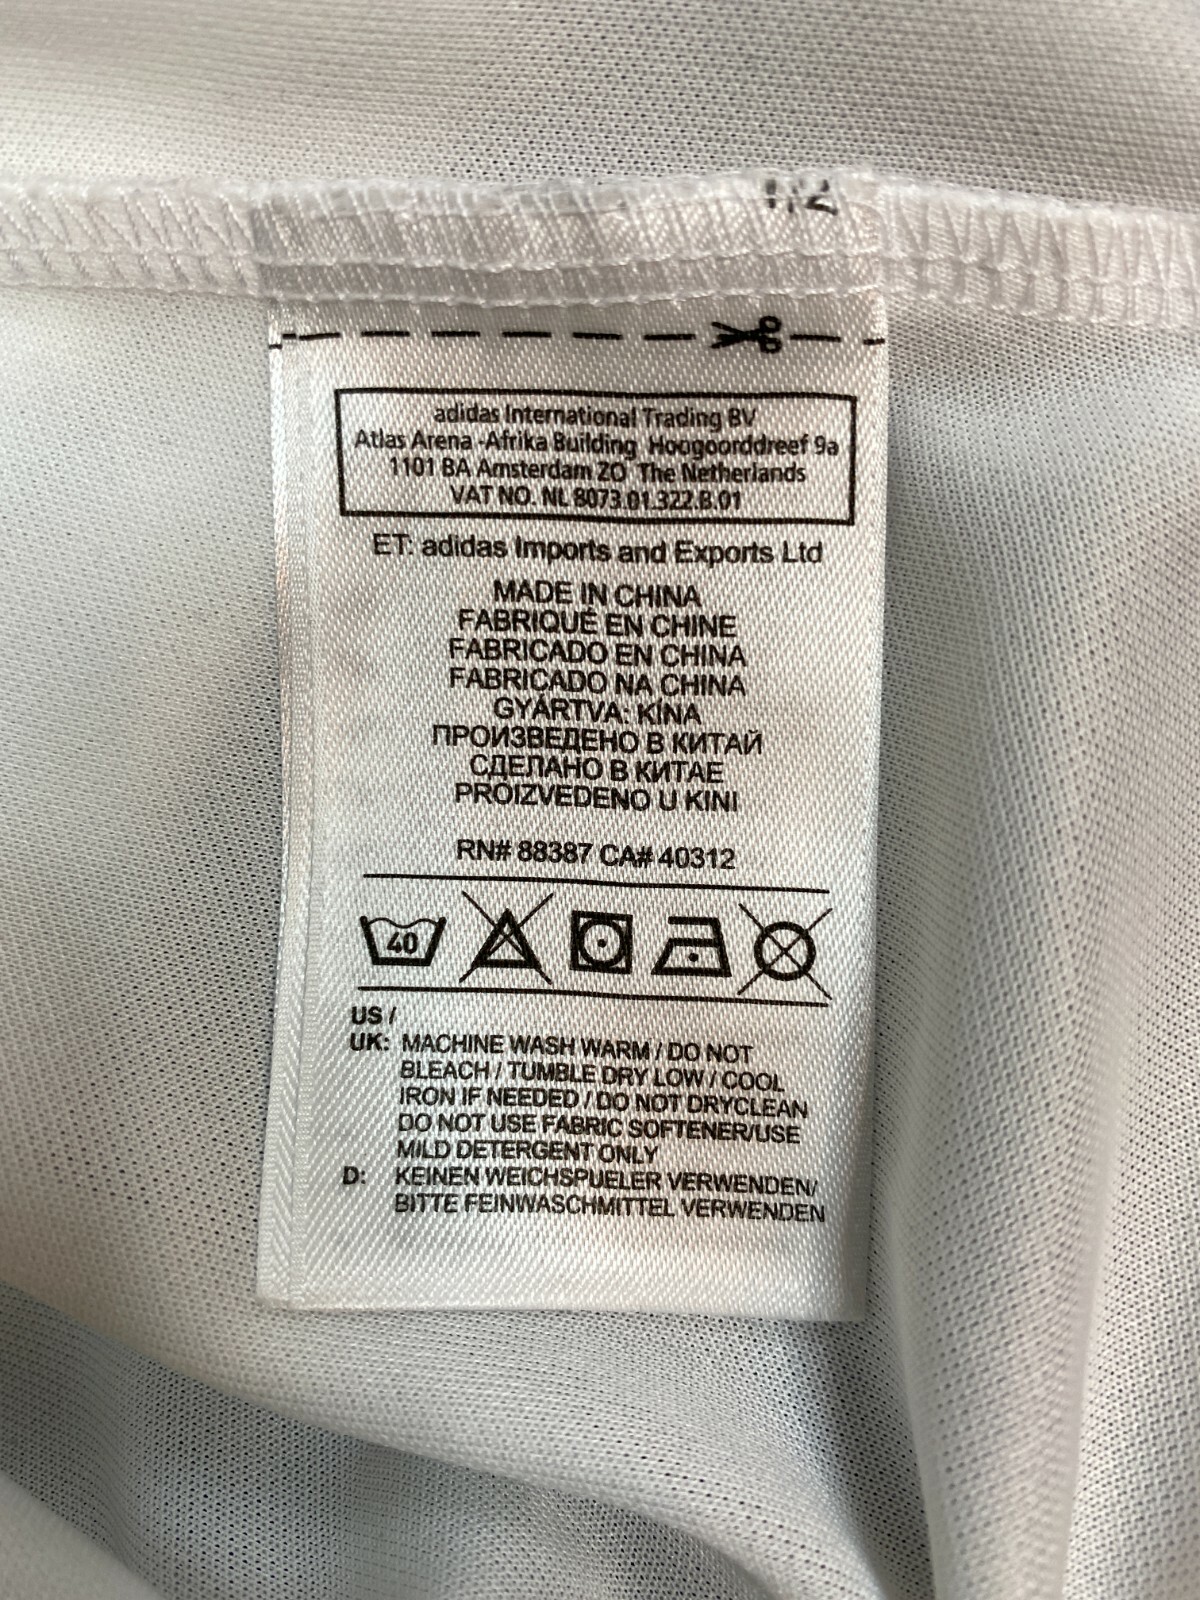 adidas International Trading BV
Atlas Arena -Afrika Building Hoogoorddreef 9a
1101 BA Amsterdam ZO The Netherlands
VAT NO. NL 8073.01.322.B.01
ET: adidas Imports and Exports Ltd
MADE IN CHINA
FABRIQUÉ EN CHINE
FABRICADO EN CHINA
FABRICADO NA CHINA
GYÁRTVA: KÍNA
ПРОИЗВЕДЕНО В КИТАЙ
СДЕЛАНО В КИТАЕ
PROIZVEDENO U KINI
RN# 88387 CA# 40312
40
US /
UK: MACHINE WASH WARM / DO NOT
BLEACH / TUMBLE DRY LOW / COOL
IRON IF NEEDED / DO NOT DRYCLEAN
DO NOT USE FABRIC SOFTENER/USE
MILD DETERGENT ONLY
D: KEINEN WEICHSPUELER VERWENDEN/
BITTE FEINWASCHMITTEL VERWENDEN